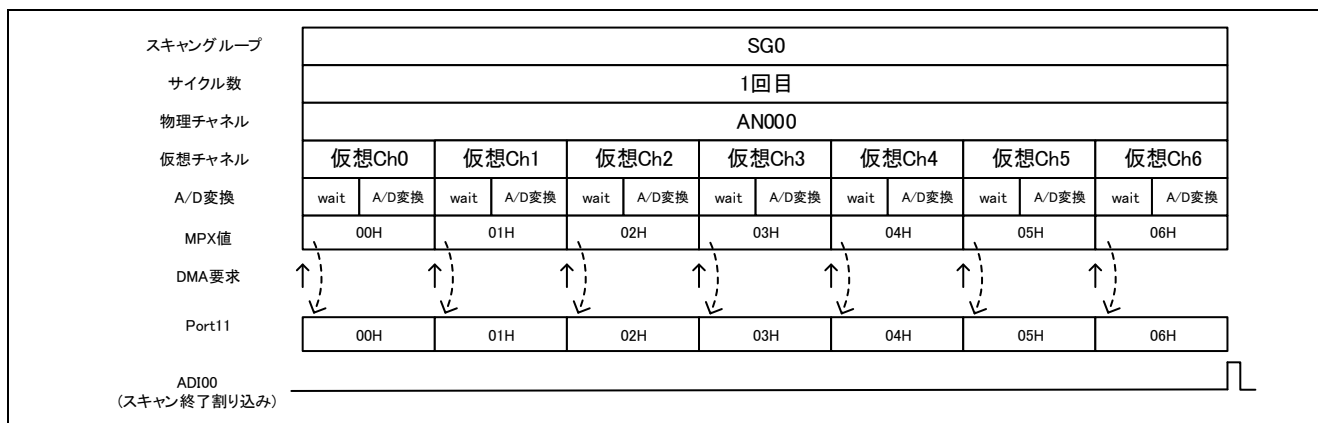 スキャングループ SG0
サイクル数 1回目
物理チャネル AN000
仮想チャネル 仮想Ch0 仮想Ch1 仮想Ch2 仮想Ch3 仮想Ch4 仮想Ch5 仮想Ch6
A/D変換 wait A/D変換 wait A/D変換 wait A/D変換 wait A/D変換 wait A/D変換 wait A/D変換 wait A/D変換
MPX値 00H 01H 02H 03H 04H 05H 06H
DMA要求
Port11 00H 01H 02H 03H 04H 05H 06H
ADI00
(スキャン終了割り込み)